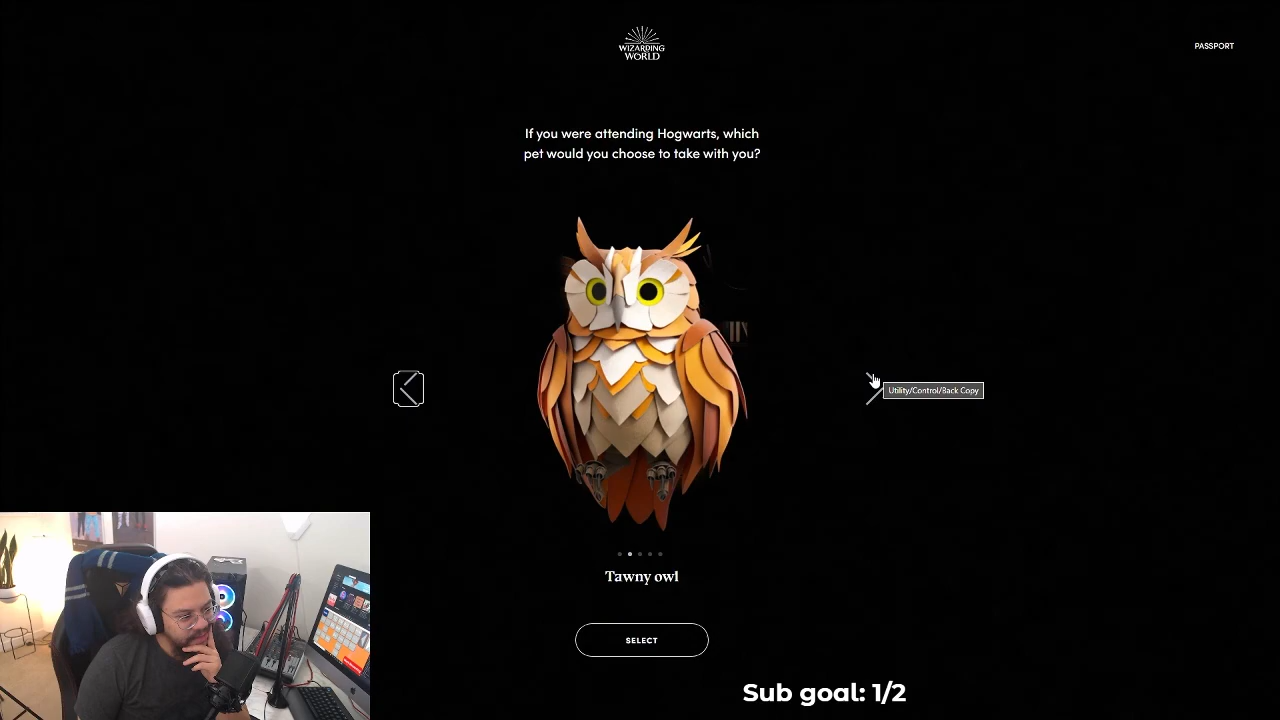 WIZARDING
WORLD
PASSPORT
If you were attending Hogwarts, which
pet would you choose to take with you?
Utility/Control/Back Copy
Tawny owl
SELECT
Sub goal: 1/2